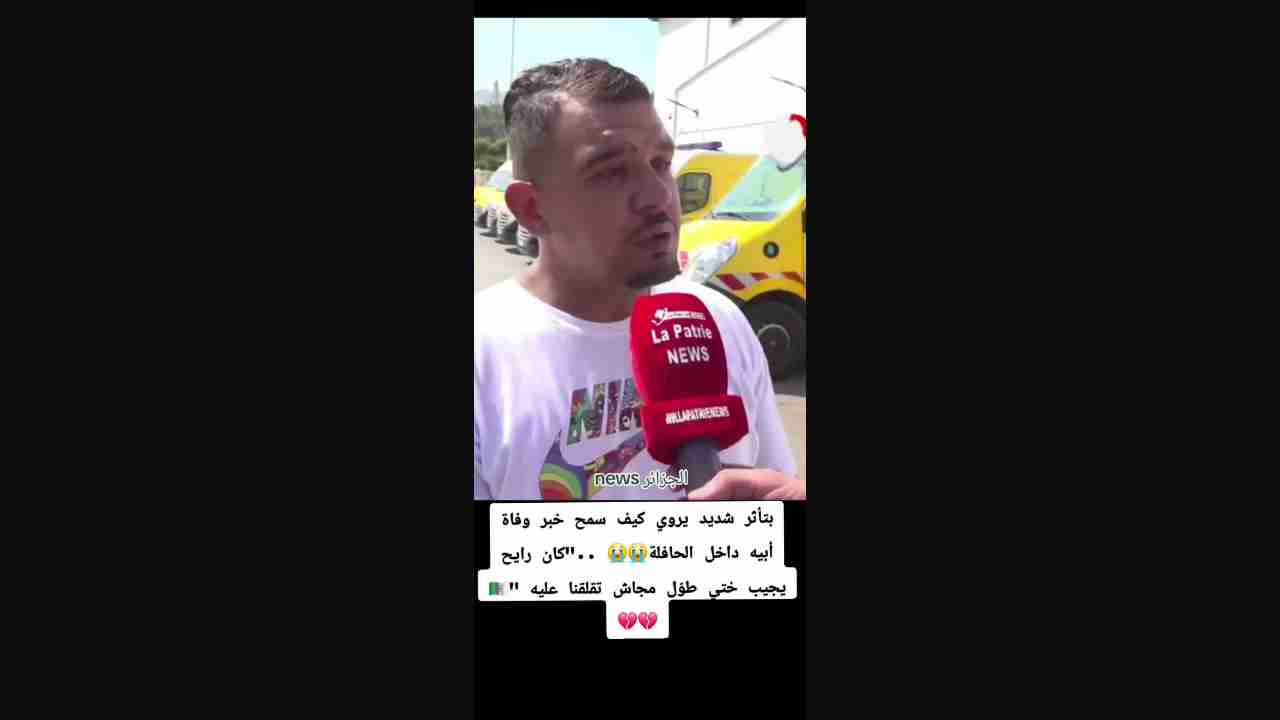 La Patrie
NEWS
#LAPATRIENEWS
الجزائر news
بتأثر شديد يروي كيف سمح خبر وفاة
أبيه داخل الحافلة😭😭 .."كان رايح
يجيب ختي طوّل مجاش تقلقنا عليه "🇩🇿
💔💔